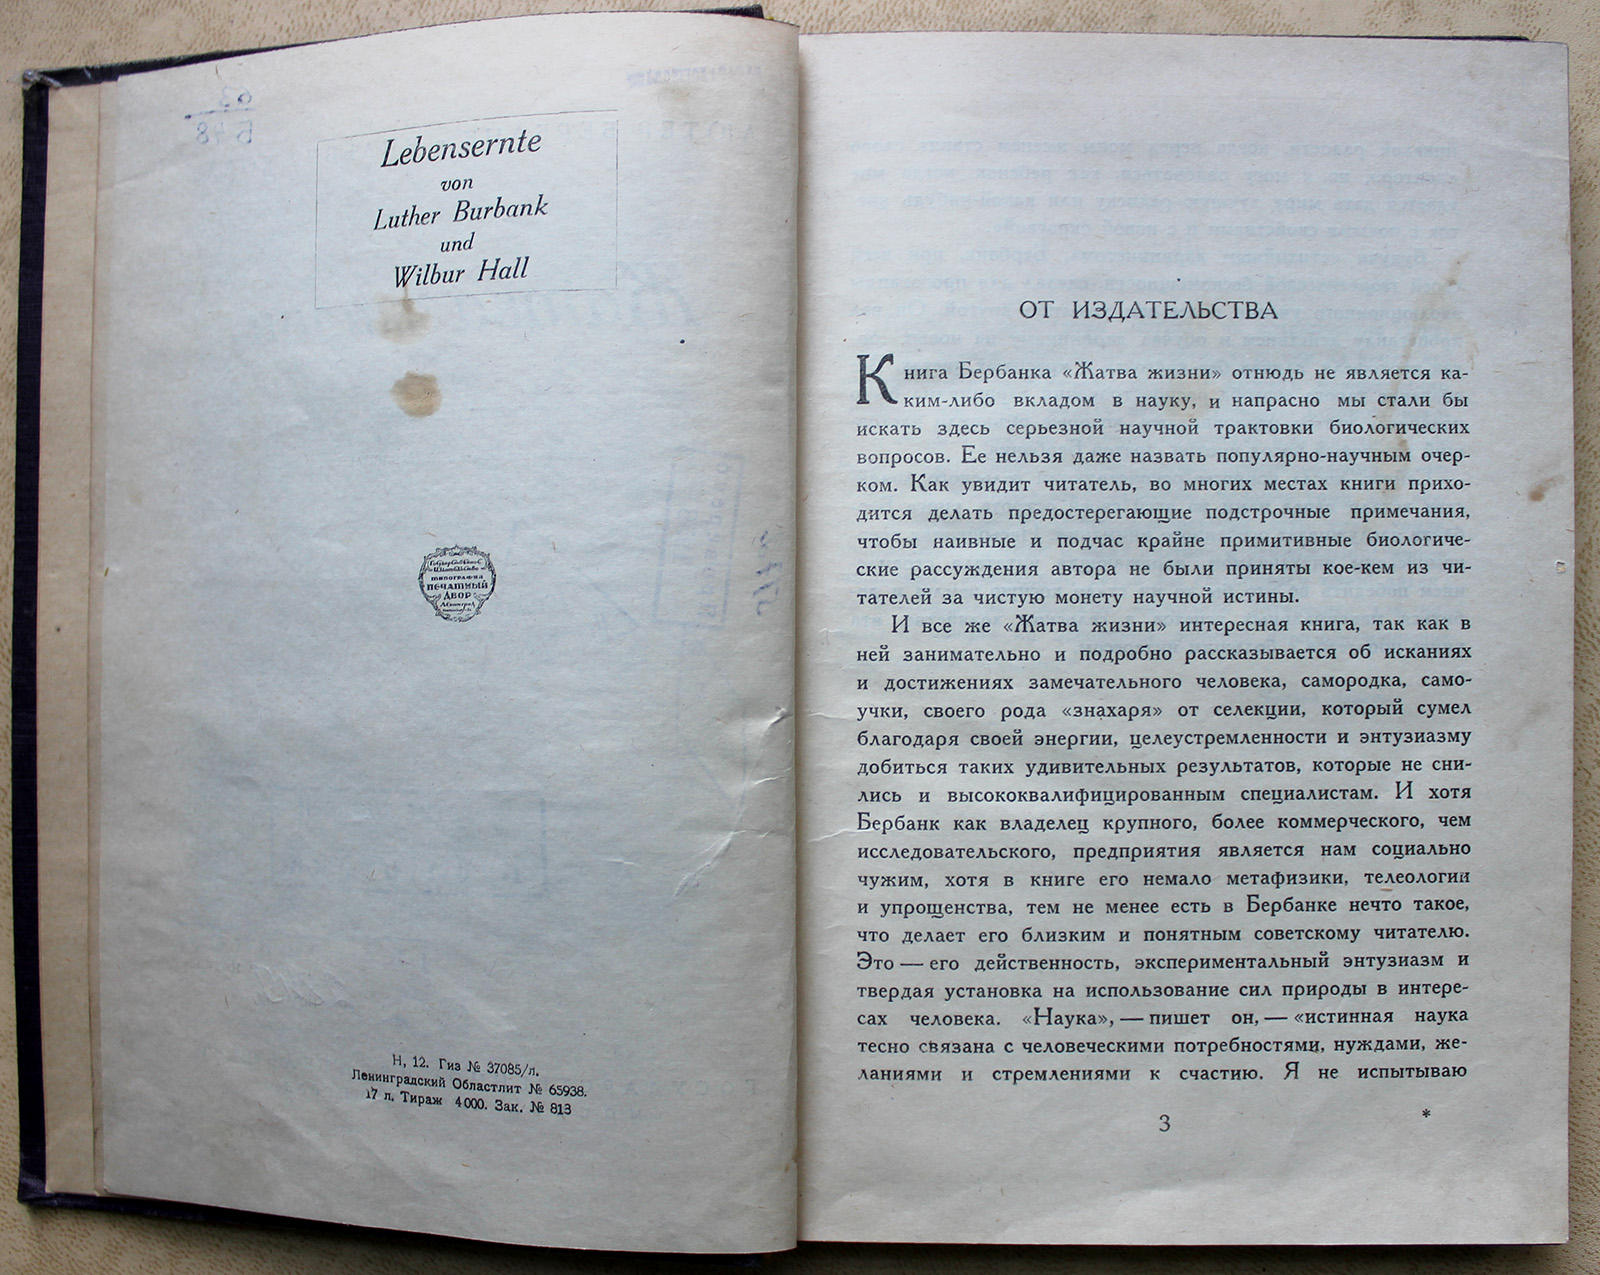 Lebensernte
von
Luther Burbank
und
Wilbur Hall
ТИПОГРАФИЯ
ПЕЧАТНЫЙ
ДВОР
Н, 12. Гиз № 37085/л.
Ленинградский Областлит № 65938.
17 л. Тираж 4000. Зак. № 813
ОТ ИЗДАТЕЛЬСТВА
Книга Бербанка «Жатва жизни» отнюдь не является ка-
ким-либо вкладом в науку, и напрасно мы стали бы
искать здесь серьезной научной трактовки биологических
вопросов. Ее нельзя даже назвать популярно-научным очер-
ком. Как увидит читатель, во многих местах книги прихо-
дится делать предостерегающие подстрочные примечания,
чтобы наивные и подчас крайне примитивные биологиче-
ские рассуждения автора не были приняты кое-кем из чи-
тателей за чистую монету научной истины.
И все же «Жатва жизни» интересная книга, так как в
ней занимательно и подробно рассказывается об исканиях
и достижениях замечательного человека, самородка, само-
учки, своего рода «знахаря» от селекции, который сумел
благодаря своей энергии, целеустремленности и энтузиазму
добиться таких удивительных результатов, которые не сни-
лись и высококвалифицированным специалистам. И хотя
Бербанк как владелец крупного, более коммерческого, чем
исследовательского, предприятия является нам социально
чужим, хотя в книге его немало метафизики, телеологии
и упрощенства, тем не менее есть в Бербанке нечто такое,
что делает его близким и понятным советскому читателю.
Это — его действенность, экспериментальный энтузиазм и
твердая установка на использование сил природы в интере-
сах человека. «Наука», — пишет он, — «истинная наука
тесно связана с человеческими потребностями, нуждами, же-
ланиями и стремлениями к счастию. Я не испытываю
3
*